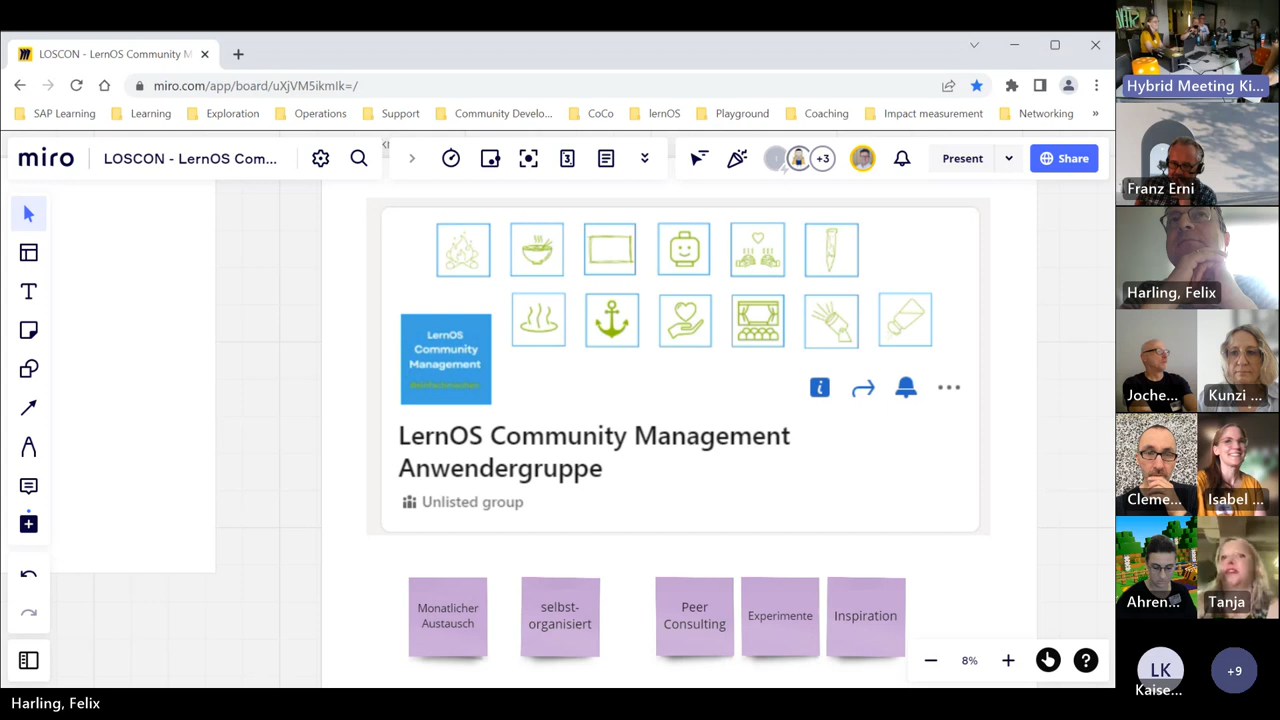 LOSCON - LernOS Community M
miro.com/app/board/uXjVM5ikmIk=/
SAP Learning
Learning
Exploration
Operations
Support
Community Develo...
CoCo
lernOS
Playground
Coaching
Impact measurement
Networking
»
miro
LOSCON - LernOS Com...
3
+3
Present
Share
LernOS
Community
Management
LernOS Community Management
Anwendergruppe
Unlisted group
Monatlicher
Austausch
selbst-
organisiert
Peer
Consulting
Experimente
Inspiration
8%
Harling, Felix
Hybrid Meeting Ki...
Franz Erni
Harling, Felix
Joche...
Kunzi ...
Cleme...
Isabel ...
Ahren...
Tanja
LK
Kaise...
+9